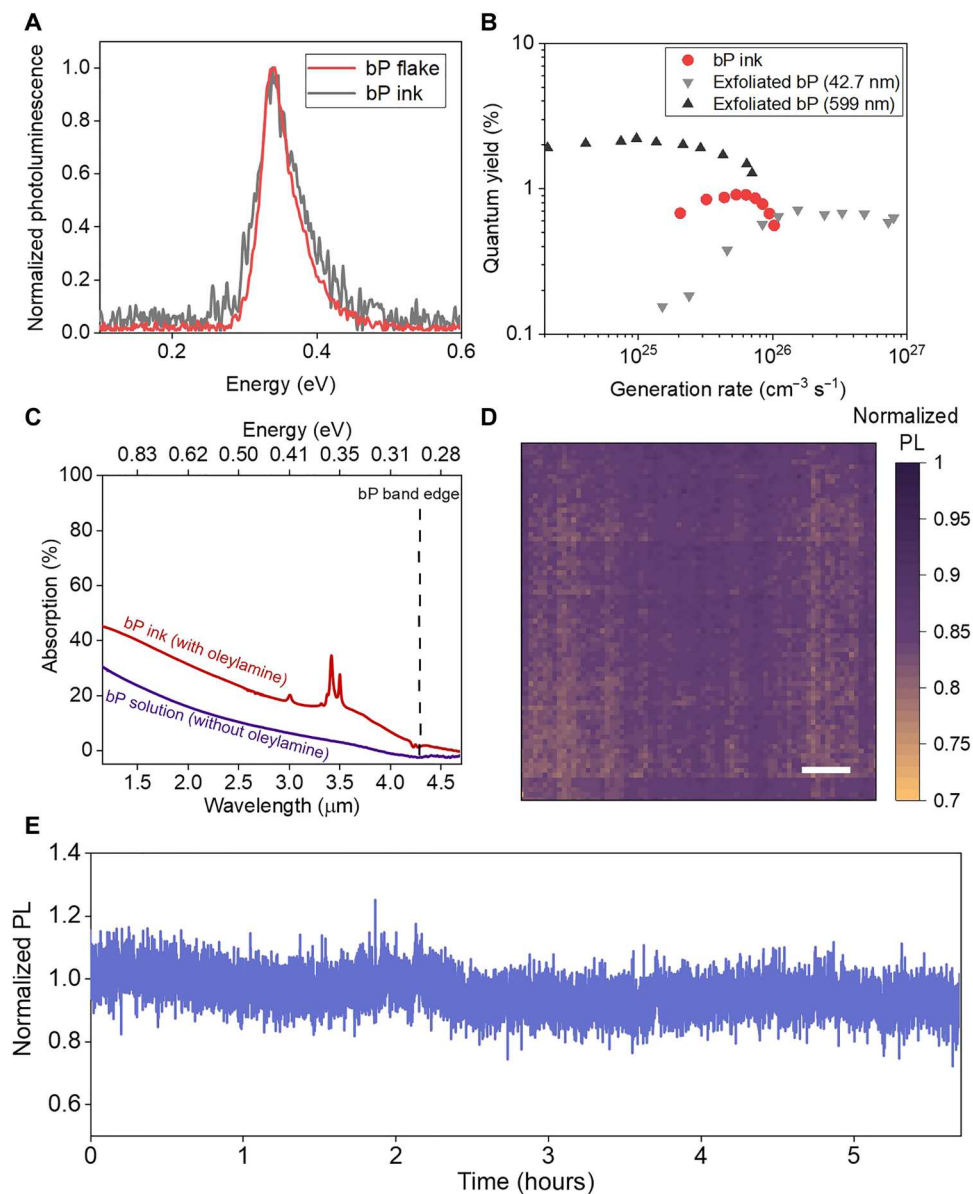 A
Normalized photoluminescence
1.0
0.8
0.6
0.4
0.2
0.0
bP flake
bP ink
0.2
0.4
0.6
Energy (eV)
B
Quantum yield (%)
10
1
0.1
bP ink
Exfoliated bP (42.7 nm)
Exfoliated bP (599 nm)
10²⁵
10²⁶
10²⁷
Generation rate (cm⁻³ s⁻¹)
C
Energy (eV)
0.83 0.62 0.50 0.41 0.35 0.31 0.28
Absorption (%)
100
80
60
40
20
0
bP band edge
bP ink (with oleylamine)
bP solution (without oleylamine)
1.5 2.0 2.5 3.0 3.5 4.0 4.5
Wavelength (μm)
D
Normalized
PL
1
0.95
0.9
0.85
0.8
0.75
0.7
E
Normalized PL
1.4
1.2
1.0
0.8
0.6
0 1 2 3 4 5
Time (hours)